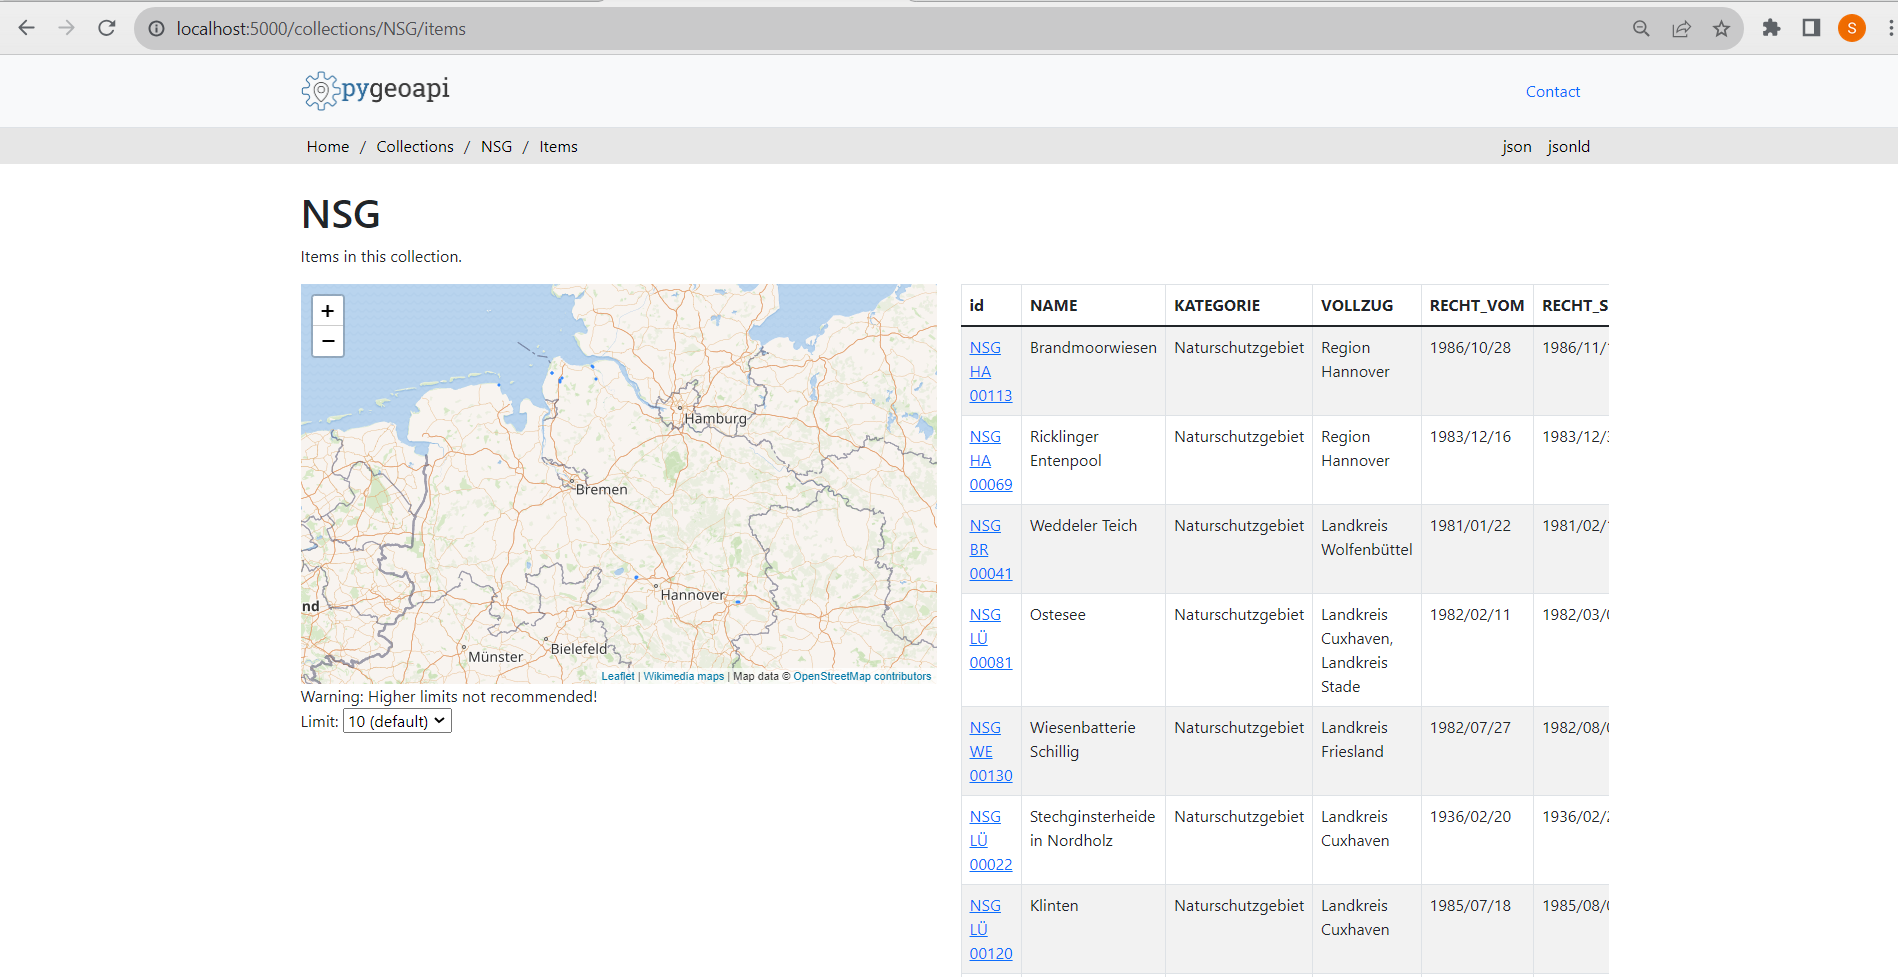 localhost:5000/collections/NSG/items
S
pygeoapi
Contact
Home / Collections / NSG / Items
json jsonld
NSG
Items in this collection.
+
−
Hamburg
Bremen
Hannover
nd
Münster
Bielefeld
Leaflet | Wikimedia maps | Map data © OpenStreetMap contributors
Warning: Higher limits not recommended!
Limit: 10 (default)
id NAME KATEGORIE VOLLZUG RECHT_VOM RECHT_S
NSG Brandmoorwiesen Naturschutzgebiet Region 1986/10/28 1986/11/
HA Hannover
00113
NSG Ricklinger Naturschutzgebiet Region 1983/12/16 1983/12/
HA Entenpool Hannover
00069
NSG Weddeler Teich Naturschutzgebiet Landkreis 1981/01/22 1981/02/
BR Wolfenbüttel
00041
NSG Ostesee Naturschutzgebiet Landkreis 1982/02/11 1982/03/
LÜ Cuxhaven,
00081 Landkreis
Stade
NSG Wiesenbatterie Naturschutzgebiet Landkreis 1982/07/27 1982/08/
WE Schillig Friesland
00130
NSG Stechginsterheide Naturschutzgebiet Landkreis 1936/02/20 1936/02/
LÜ in Nordholz Cuxhaven
00022
NSG Klinten Naturschutzgebiet Landkreis 1985/07/18 1985/08/
LÜ Cuxhaven
00120